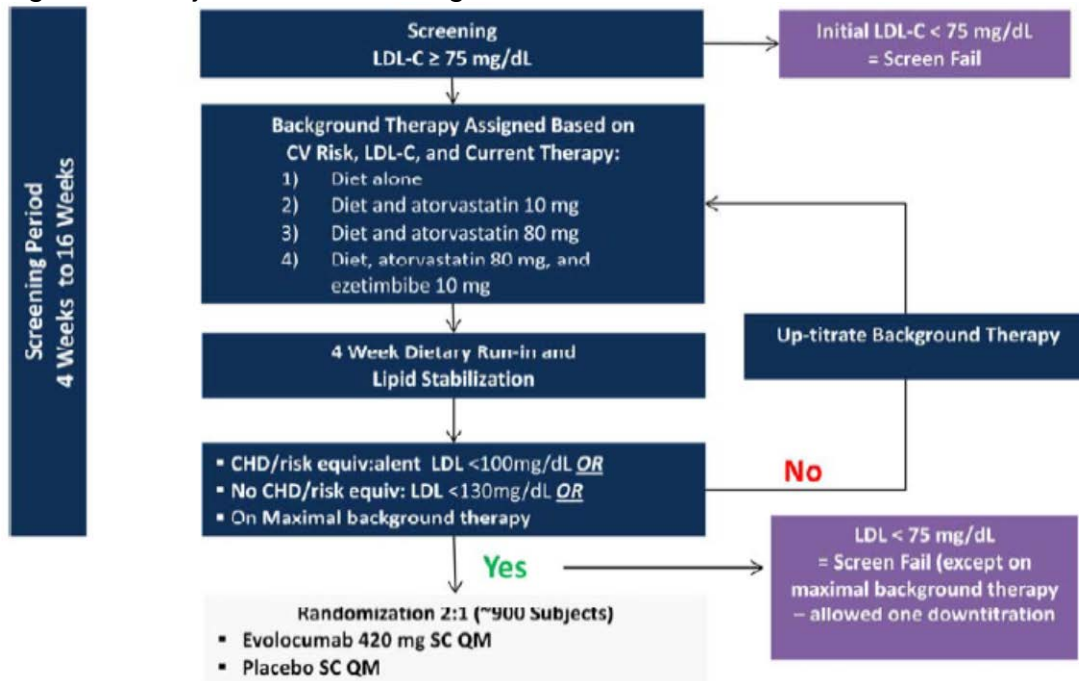 Screening
LDL-C ≥ 75 mg/dL
Initial LDL-C < 75 mg/dL
= Screen Fail
Screening Period
4 Weeks to 16 Weeks
Background Therapy Assigned Based on
CV Risk, LDL-C, and Current Therapy:
1) Diet alone
2) Diet and atorvastatin 10 mg
3) Diet and atorvastatin 80 mg
4) Diet, atorvastatin 80 mg, and
ezetimbibe 10 mg
Up-titrate Background Therapy
4 Week Dietary Run-in and
Lipid Stabilization
▪ CHD/risk equiv:alent LDL <100mg/dL OR
▪ No CHD/risk equiv: LDL <130mg/dL OR
▪ On Maximal background therapy
No
Yes
LDL < 75 mg/dL
= Screen Fail (except on
maximal background therapy
– allowed one downtitration
Randomization 2:1 (~900 Subjects)
▪ Evolocumab 420 mg SC QM
▪ Placebo SC QM